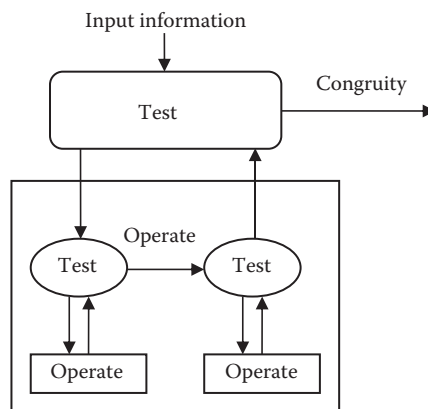 Input information
Congruity
Test
Operate
Test
Test
Operate
Operate